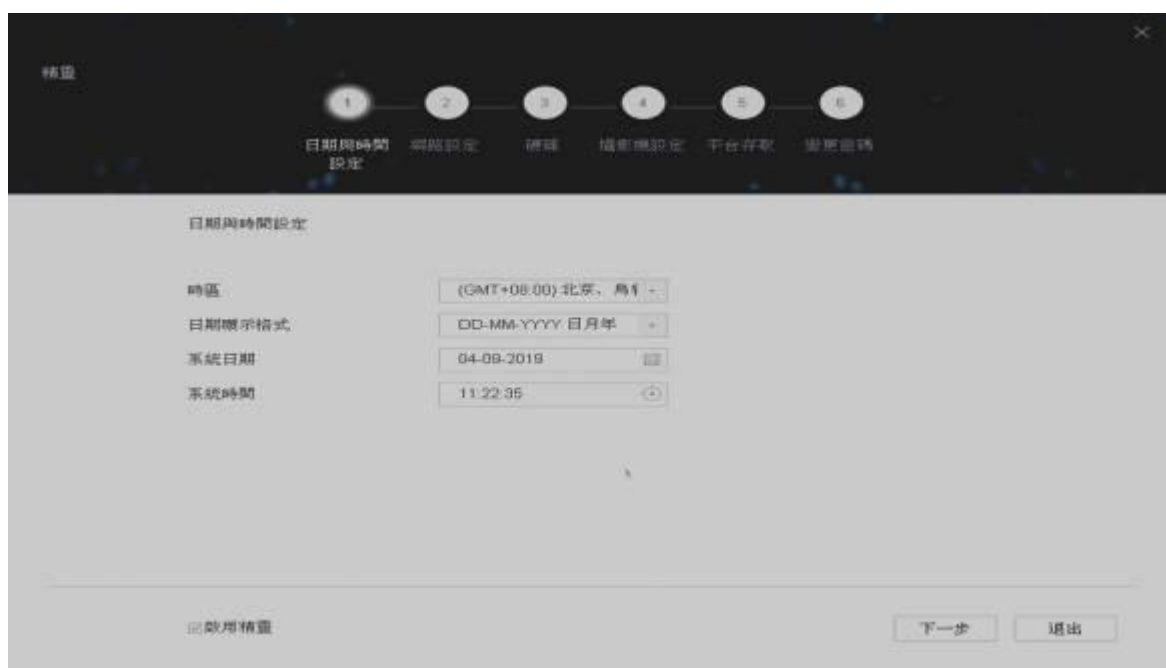 精靈
1
2
3
4
5
6
日期與時間
設定
網路設定
硬碟
攝影機設定
平台存取
變更密碼
日期與時間設定
時區
(GMT+08:00) 北京、烏
日期顯示格式
DD-MM-YYYY 日月年
系統日期
04-09-2019
系統時間
11:22:35
啟用精靈
下一步
退出